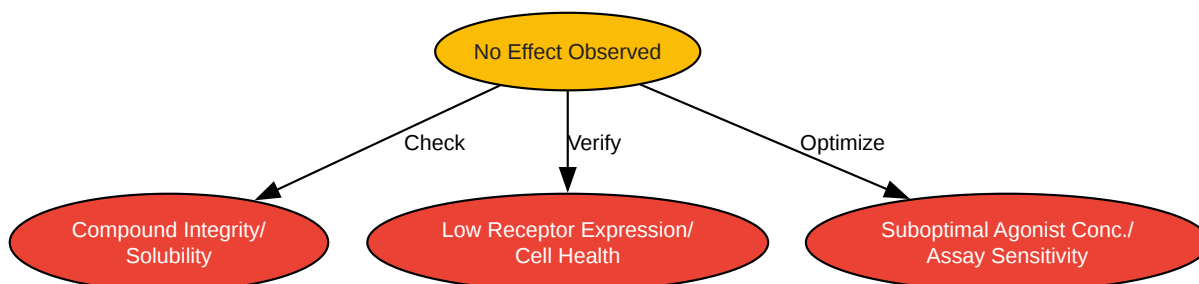 No Effect Observed
Check
Verify
Optimize
Compound Integrity/
Solubility
Low Receptor Expression/
Cell Health
Suboptimal Agonist Conc./
Assay Sensitivity